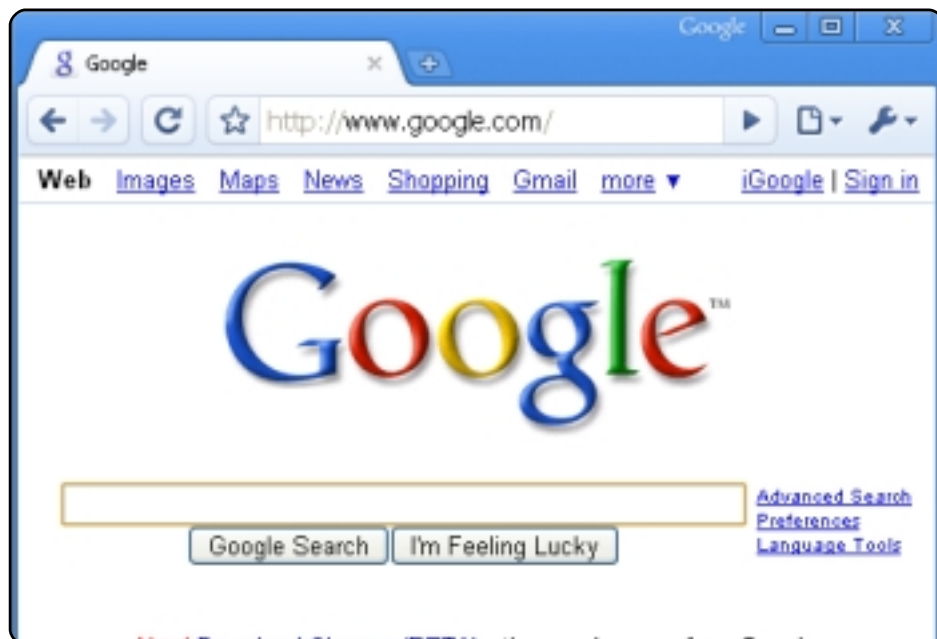 Google
Google
http://www.google.com/
Web Images Maps News Shopping Gmail more ▼ iGoogle | Sign in
Google™
Advanced Search
Preferences
Language Tools
Google Search I'm Feeling Lucky